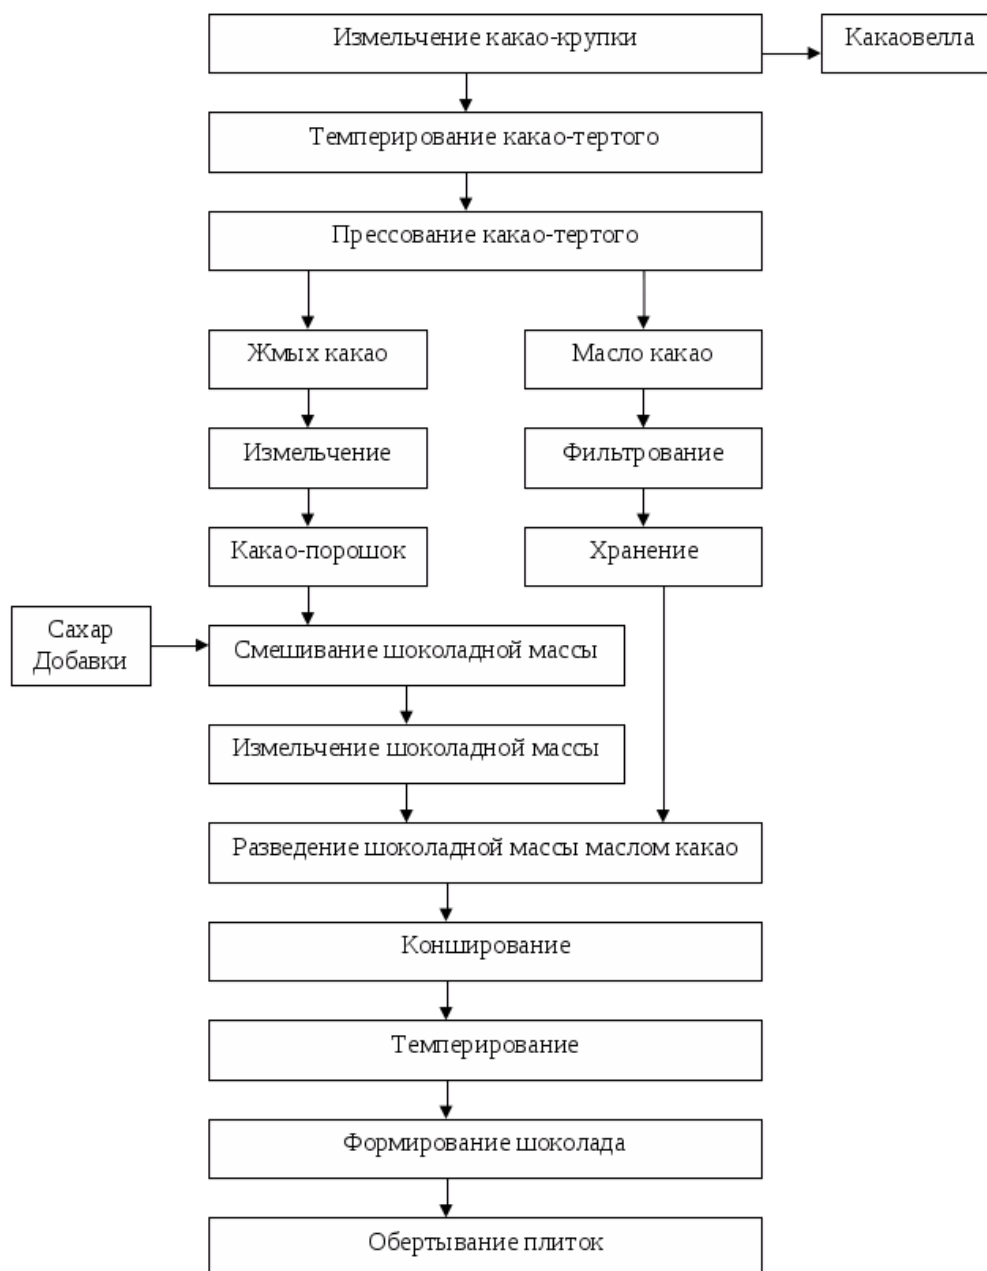 Измельчение какао-крупки
Какаовелла
Темперирование какао-тертого
Прессование какао-тертого
Жмых какао
Масло какао
Измельчение
Фильтрование
Какао-порошок
Хранение
Сахар
Добавки
Смешивание шоколадной массы
Измельчение шоколадной массы
Разведение шоколадной массы маслом какао
Конширование
Темперирование
Формирование шоколада
Обертывание плиток